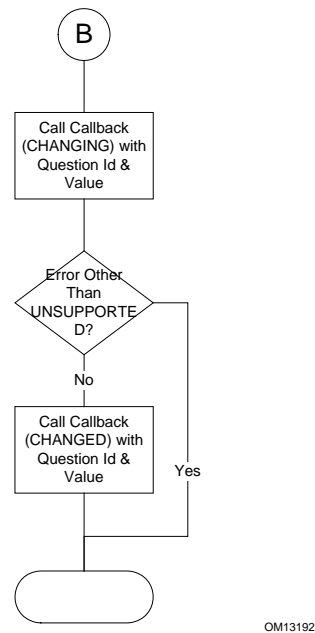 B
Call Callback
(CHANGING) with
Question Id &
Value
Error Other
Than
UNSUPPORTE
D?
No
Call Callback
(CHANGED) with
Question Id &
Value
Yes
OM13192